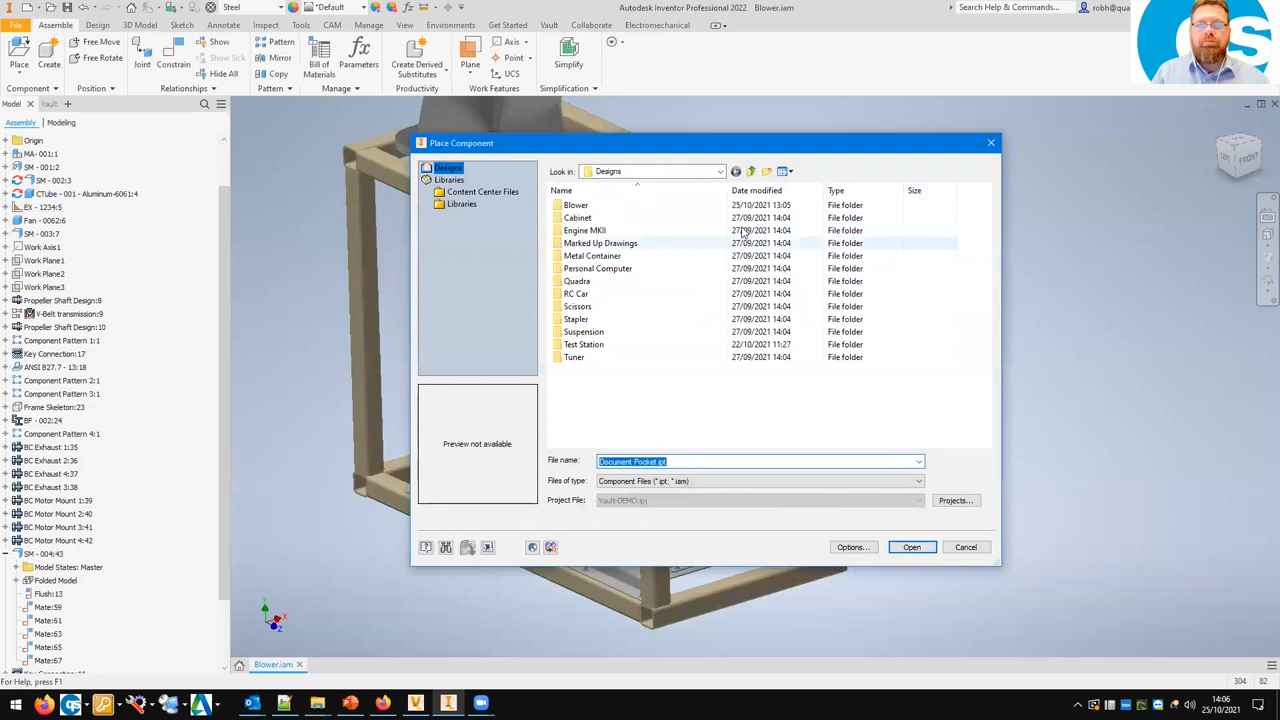 Steel
*Default
Autodesk Inventor Professional 2022 Blower.iam
Search Help & Commands...
robh@qua
File Assemble Design 3D Model Sketch Annotate Inspect Tools CAM Manage View Environments Get Started Vault Collaborate Electromechanical
Free Move
Free Rotate
Show
Show Sick
Hide All
Pattern
Mirror
Copy
Axis
Point
UCS
Place Create Joint Constrain Bill of Materials Parameters Create Derived Substitutes Plane Simplify
Component Position Relationships Pattern Manage Productivity Work Features Simplification
Model Vault
Assembly Modeling
Origin
MA- 001:1
SM - 001:2
SM - 002:3
CTube - 001:1 - Aluminum-6061:4
EX - 1234:5
Fan - 0062:6
SM - 003:7
Work Axis1
Work Plane1
Work Plane2
Work Plane3
Propeller Shaft Design:8
V-Belt transmission:9
Propeller Shaft Design:10
Component Pattern 1:1
Key Connection:17
ANSI B27.7 - 13:18
Component Pattern 2:1
Component Pattern 3:1
Frame Skeleton:23
BF - 002:24
Component Pattern 4:1
BC Exhaust 1:35
BC Exhaust 2:36
BC Exhaust 4:37
BC Exhaust 3:38
BC Motor Mount 1:39
BC Motor Mount 2:40
BC Motor Mount 3:41
BC Motor Mount 4:42
SM - 004:43
Model States: Master
Folded Model
Flush:13
Mate:59
Mate:61
Mate:63
Mate:65
Mate:67
Place Component
Designs
Libraries
Content Center Files
Libraries
Preview not available
Look in: Designs
Name Date modified Type Size
Blower 25/10/2021 13:05 File folder
Cabinet 27/09/2021 14:04 File folder
Engine MKII 27/09/2021 14:04 File folder
Marked Up Drawings 27/09/2021 14:04 File folder
Metal Container 27/09/2021 14:04 File folder
Personal Computer 27/09/2021 14:04 File folder
Quadra 27/09/2021 14:04 File folder
RC Car 27/09/2021 14:04 File folder
Scissors 27/09/2021 14:04 File folder
Stapler 27/09/2021 14:04 File folder
Suspension 27/09/2021 14:04 File folder
Test Station 22/10/2021 11:27 File folder
Tuner 27/09/2021 14:04 File folder
File name: Document Pocket.ipt
Files of type: Component Files (*.ipt; *.iam)
Project File: Vault-DEMO.ipj
Projects...
Options... Open Cancel
FRONT
X
Y
Z
Blower.iam
For Help, press F1
304 82
14:06
25/10/2021